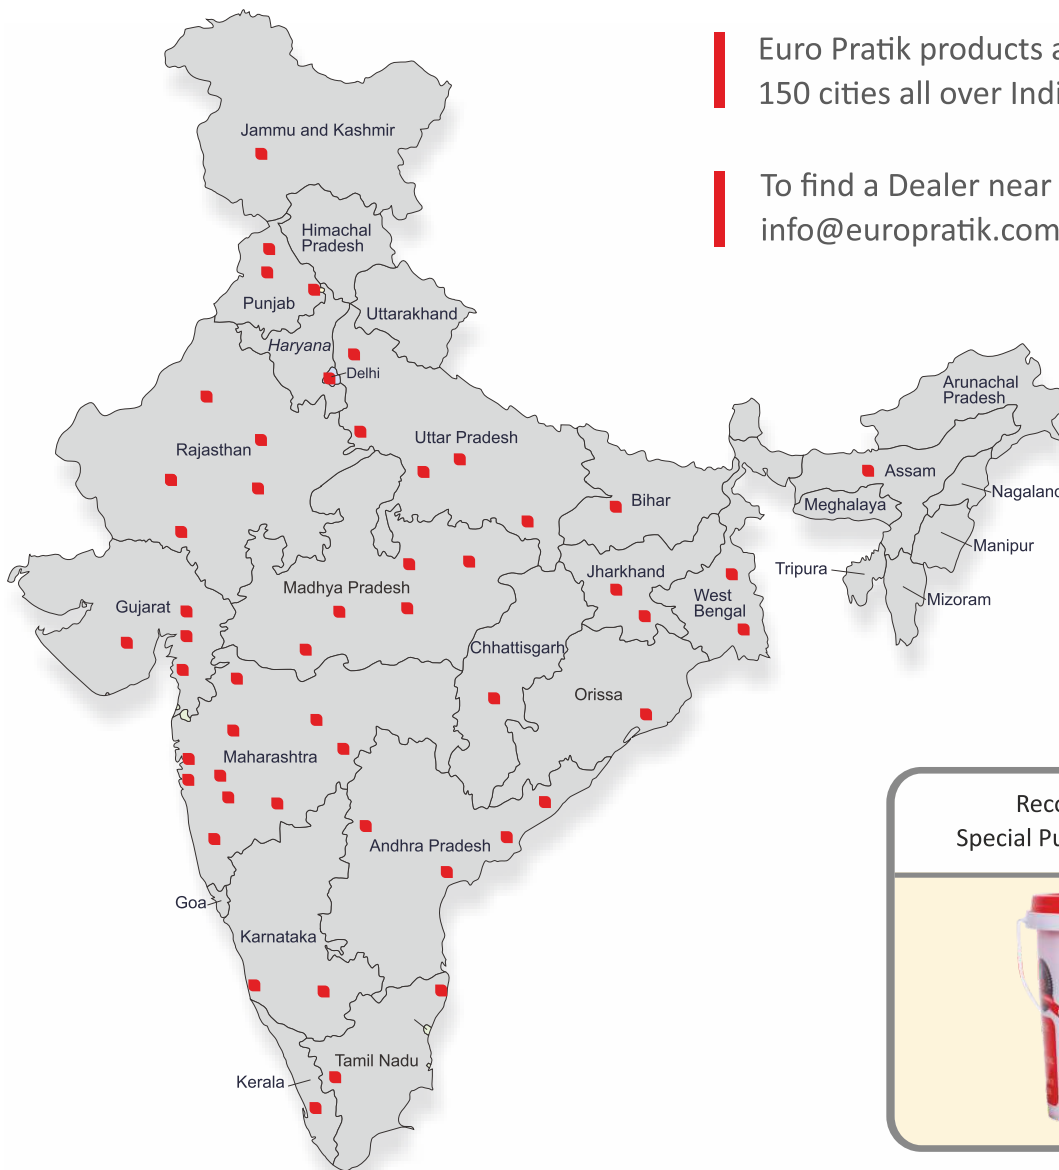 Euro Pratik products a
150 cities all over Indi
To find a Dealer near
info@europratik.com
Jammu and Kashmir
Himachal
Pradesh
Punjab
Uttarakhand
Haryana
Delhi
Arunachal
Pradesh
Rajasthan
Uttar Pradesh
Assam
Bihar
Nagaland
Meghalaya
Manipur
Tripura
Jharkhand
Madhya Pradesh
West
Bengal
Mizoram
Gujarat
Chhattisgarh
Orissa
Maharashtra
Andhra Pradesh
Goa
Karnataka
Tamil Nadu
Kerala
Reco
Special Pu